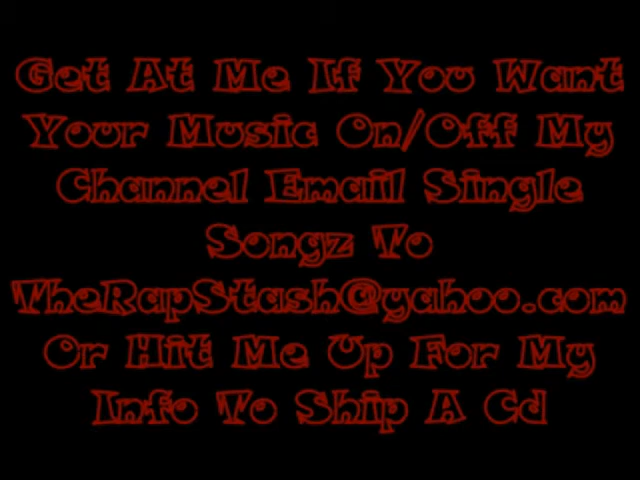 Get At Me If You Want
Your Music On/Off My
Channel Email Single
Songz To
TheRapStash@yahoo.com
Or Hit Me Up For My
Info To Ship A Cd